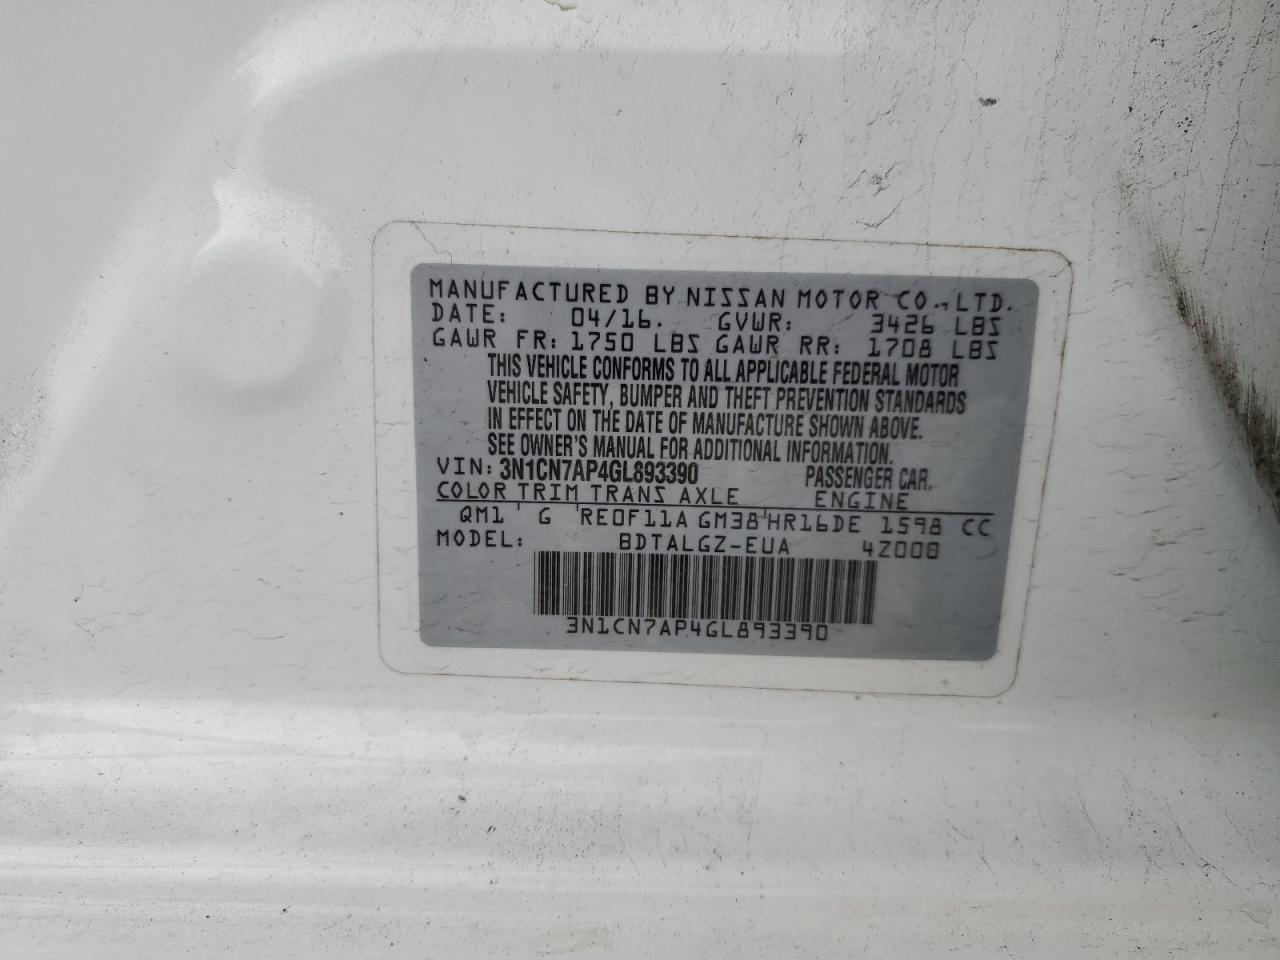 MANUFACTURED BY NISSAN MOTOR CO., LTD.
DATE: 04/16. GVWR: 3426 LBS
GAWR FR: 1750 LBS GAWR RR: 1708 LBS
THIS VEHICLE CONFORMS TO ALL APPLICABLE FEDERAL MOTOR
VEHICLE SAFETY, BUMPER AND THEFT PREVENTION STANDARDS
IN EFFECT ON THE DATE OF MANUFACTURE SHOWN ABOVE.
SEE OWNER'S MANUAL FOR ADDITIONAL INFORMATION.
VIN: 3N1CN7AP4GL893390 PASSENGER CAR.
COLOR TRIM TRANS AXLE ENGINE
QM1 ' G ' RE0F11A GM38 ' HR16DE 1598 CC
MODEL: BDTALGZ-EUA 4Z008
3N1CN7AP4GL893390